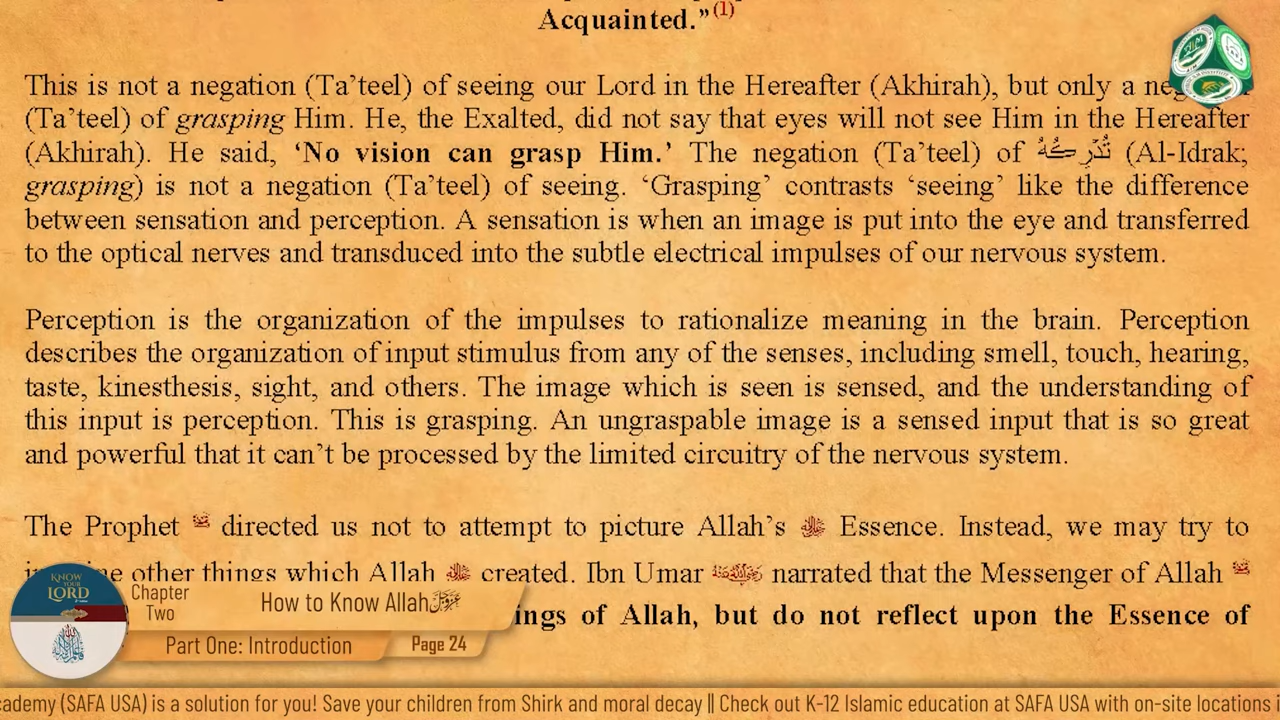 Acquainted.”(1)
This is not a negation (Ta’teel) of seeing our Lord in the Hereafter (Akhirah), but only a
(Ta’teel) of grasping Him. He, the Exalted, did not say that eyes will not see Him in the Hereafter
(Akhirah). He said, ‘No vision can grasp Him.’ The negation (Ta’teel) of تُدْرِكُهُ (Al-Idrak;
grasping) is not a negation (Ta’teel) of seeing. ‘Grasping’ contrasts ‘seeing’ like the difference
between sensation and perception. A sensation is when an image is put into the eye and transferred
to the optical nerves and transduced into the subtle electrical impulses of our nervous system.
Perception is the organization of the impulses to rationalize meaning in the brain. Perception
describes the organization of input stimulus from any of the senses, including smell, touch, hearing,
taste, kinesthesis, sight, and others. The image which is seen is sensed, and the understanding of
this input is perception. This is grasping. An ungraspable image is a sensed input that is so great
and powerful that it can’t be processed by the limited circuitry of the nervous system.
The Prophet ﷺ directed us not to attempt to picture Allah’s Essence. Instead, we may try to
other things which Allah created. Ibn Umar narrated that the Messenger of Allah ﷺ
of Allah, but do not reflect upon the Essence of
KNOW
YOUR
LORD
Chapter
Two
How to Know Allah عَزَّوَجَلَّ
Part One: Introduction
Page 24
(SAFA USA) is a solution for you! Save your children from Shirk and moral decay || Check out K-12 Islamic education at SAFA USA with on-site locations